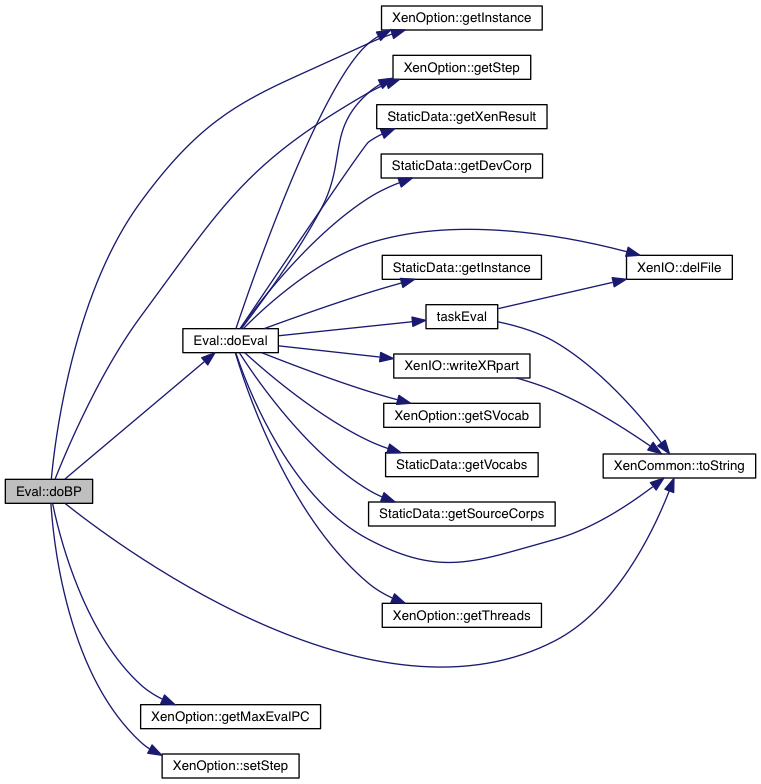 XenOption::getInstance
XenOption::getStep
StaticData::getXenResult
StaticData::getDevCorp
StaticData::getInstance
XenIO::delFile
taskEval
Eval::doEval
XenIO::writeXRpart
XenOption::getSVocab
StaticData::getVocabs
XenCommon::toString
Eval::doBP
StaticData::getSourceCorps
XenOption::getThreads
XenOption::getMaxEvalPC
XenOption::setStep